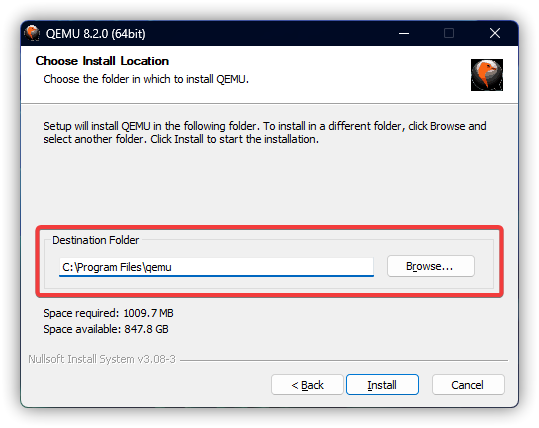 QEMU 8.2.0 (64bit)
Choose Install Location
Choose the folder in which to install QEMU.
Setup will install QEMU in the following folder. To install in a different folder, click Browse and
select another folder. Click Install to start the installation.
Destination Folder
C:\Program Files\qemu
Browse...
Space required: 1009.7 MB
Space available: 847.8 GB
Nullsoft Install System v3.08-3
< Back
Install
Cancel